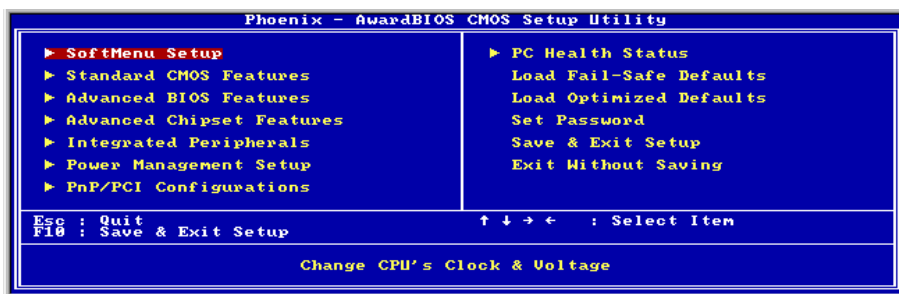 Phoenix - AwardBIOS CMOS Setup Utility
▶ SoftMenu Setup
▶ Standard CMOS Features
▶ Advanced BIOS Features
▶ Advanced Chipset Features
▶ Integrated Peripherals
▶ Power Management Setup
▶ PnP/PCI Configurations
▶ PC Health Status
Load Fail-Safe Defaults
Load Optimized Defaults
Set Password
Save & Exit Setup
Exit Without Saving
Esc : Quit
F10 : Save & Exit Setup
↑ ↓ → ← : Select Item
Change CPU's Clock & Voltage